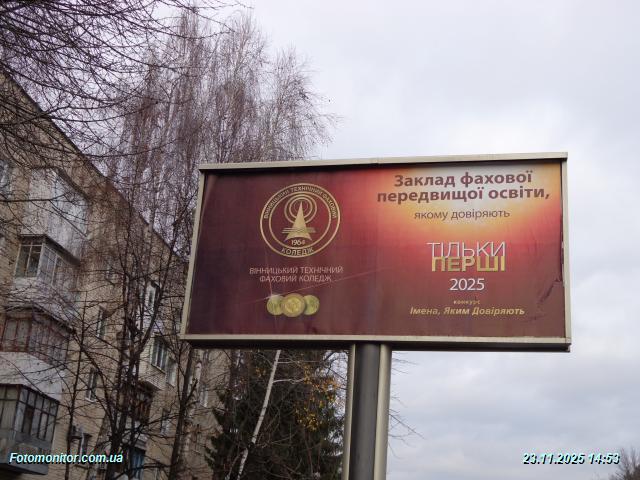 Заклад фахової
передвищої освіти,
якому довіряють
ВІННИЦЬКИЙ ТЕХНІЧНИЙ ФАХОВИЙ
1964
КОЛЕДЖ
ВІННИЦЬКИЙ ТЕХНІЧНИЙ
ФАХОВИЙ КОЛЕДЖ
ТІЛЬКИ
ПЕРШІ
2025
конкурс
Імена, Яким Довіряють
Fotomonitor.com.ua
23.11.2025 14:53